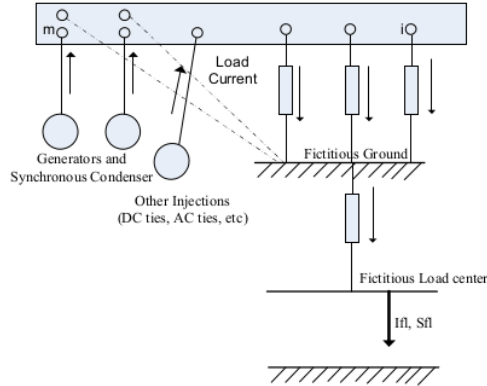 m
i
Load
Current
Generators and
Synchronous Condenser
Fictitious Ground
Other Injections
(DC ties, AC ties, etc)
Fictitious Load center
Ifl, Sfl